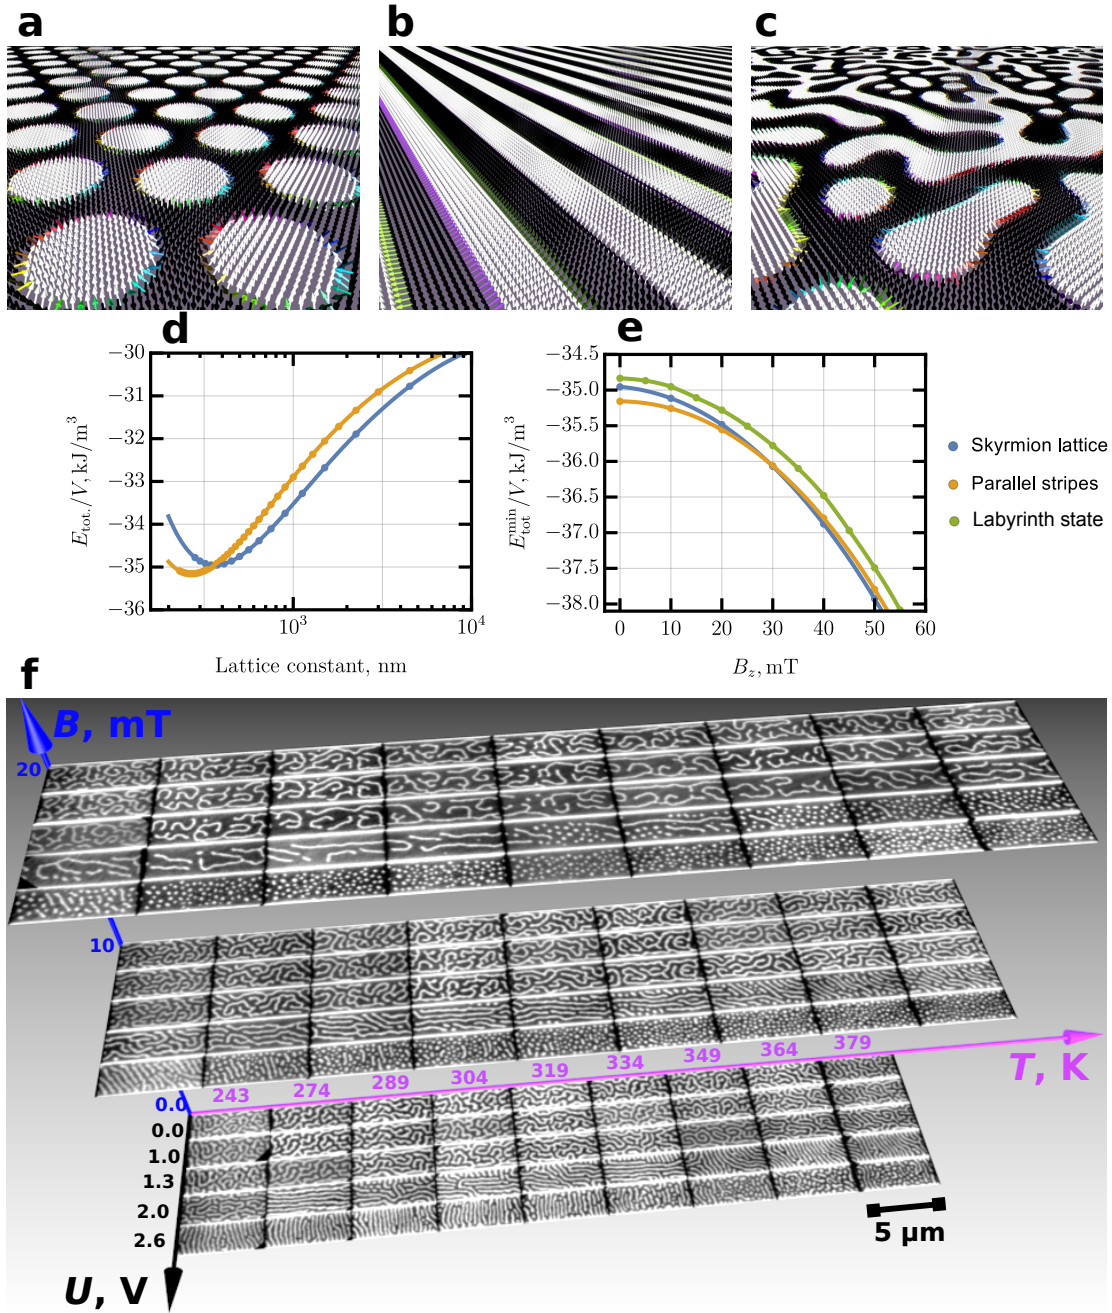 a
b
c
d
e
−30
−31
−32
−33
−34
−35
−36
E_tot./V, kJ/m^3
10^3
10^4
Lattice constant, nm
−34.5
−35.0
−35.5
−36.0
−36.5
−37.0
−37.5
−38.0
E_tot^min/V, kJ/m^3
0
10
20
30
40
50
60
B_z, mT
Skyrmion lattice
Parallel stripes
Labyrinth state
f
B, mT
20
10
0.0
243
274
289
304
319
334
349
364
379
T, K
0.0
1.0
1.3
2.0
2.6
U, V
5 µm